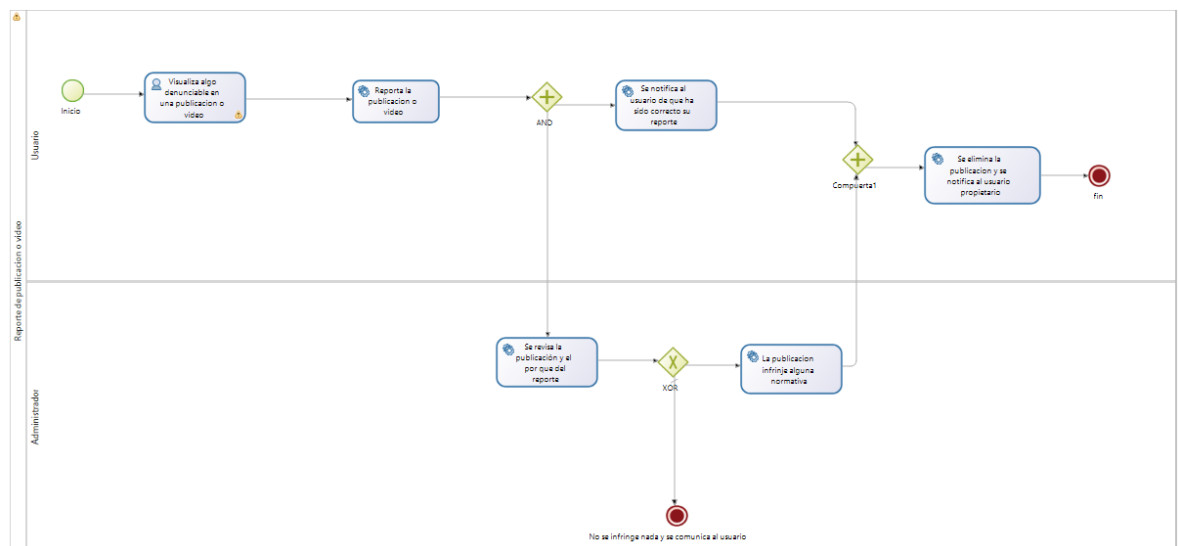 Reporte de publicacion o video
Usuario
Inicio
Visualiza algo
denunciable en
una publicacion o
video
Reporta la
publicacion o
video
AND
Se notifica al
usuario de que ha
sido correcto su
reporte
Compuerta1
Se elimina la
publicacion y se
notifica al usuario
propietario
fin
Administrador
Se revisa la
publicación y el
por que del
reporte
XOR
La publicacion
infrinje alguna
normativa
No se infringe nada y se comunica al usuario